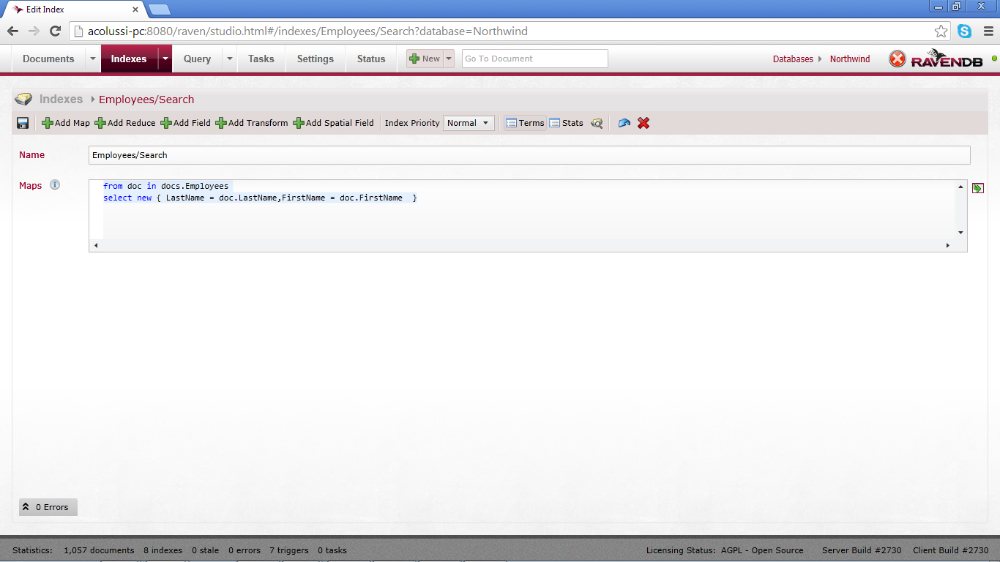 Edit Index
acolussi-pc:8080/raven/studio.html#/indexes/Employees/Search?database=Northwind
Documents Indexes Query Tasks Settings Status New Go To Document Databases Northwind RAVENDB
Indexes Employees/Search
Add Map Add Reduce Add Field Add Transform Add Spatial Field Index Priority Normal Terms Stats
Name Employees/Search
Maps from doc in docs.Employees
select new { LastName = doc.LastName,FirstName = doc.FirstName  }
0 Errors
Statistics: 1,057 documents 8 indexes 0 stale 0 errors 7 triggers 0 tasks Licensing Status: AGPL - Open Source Server Build #2730 Client Build #2730